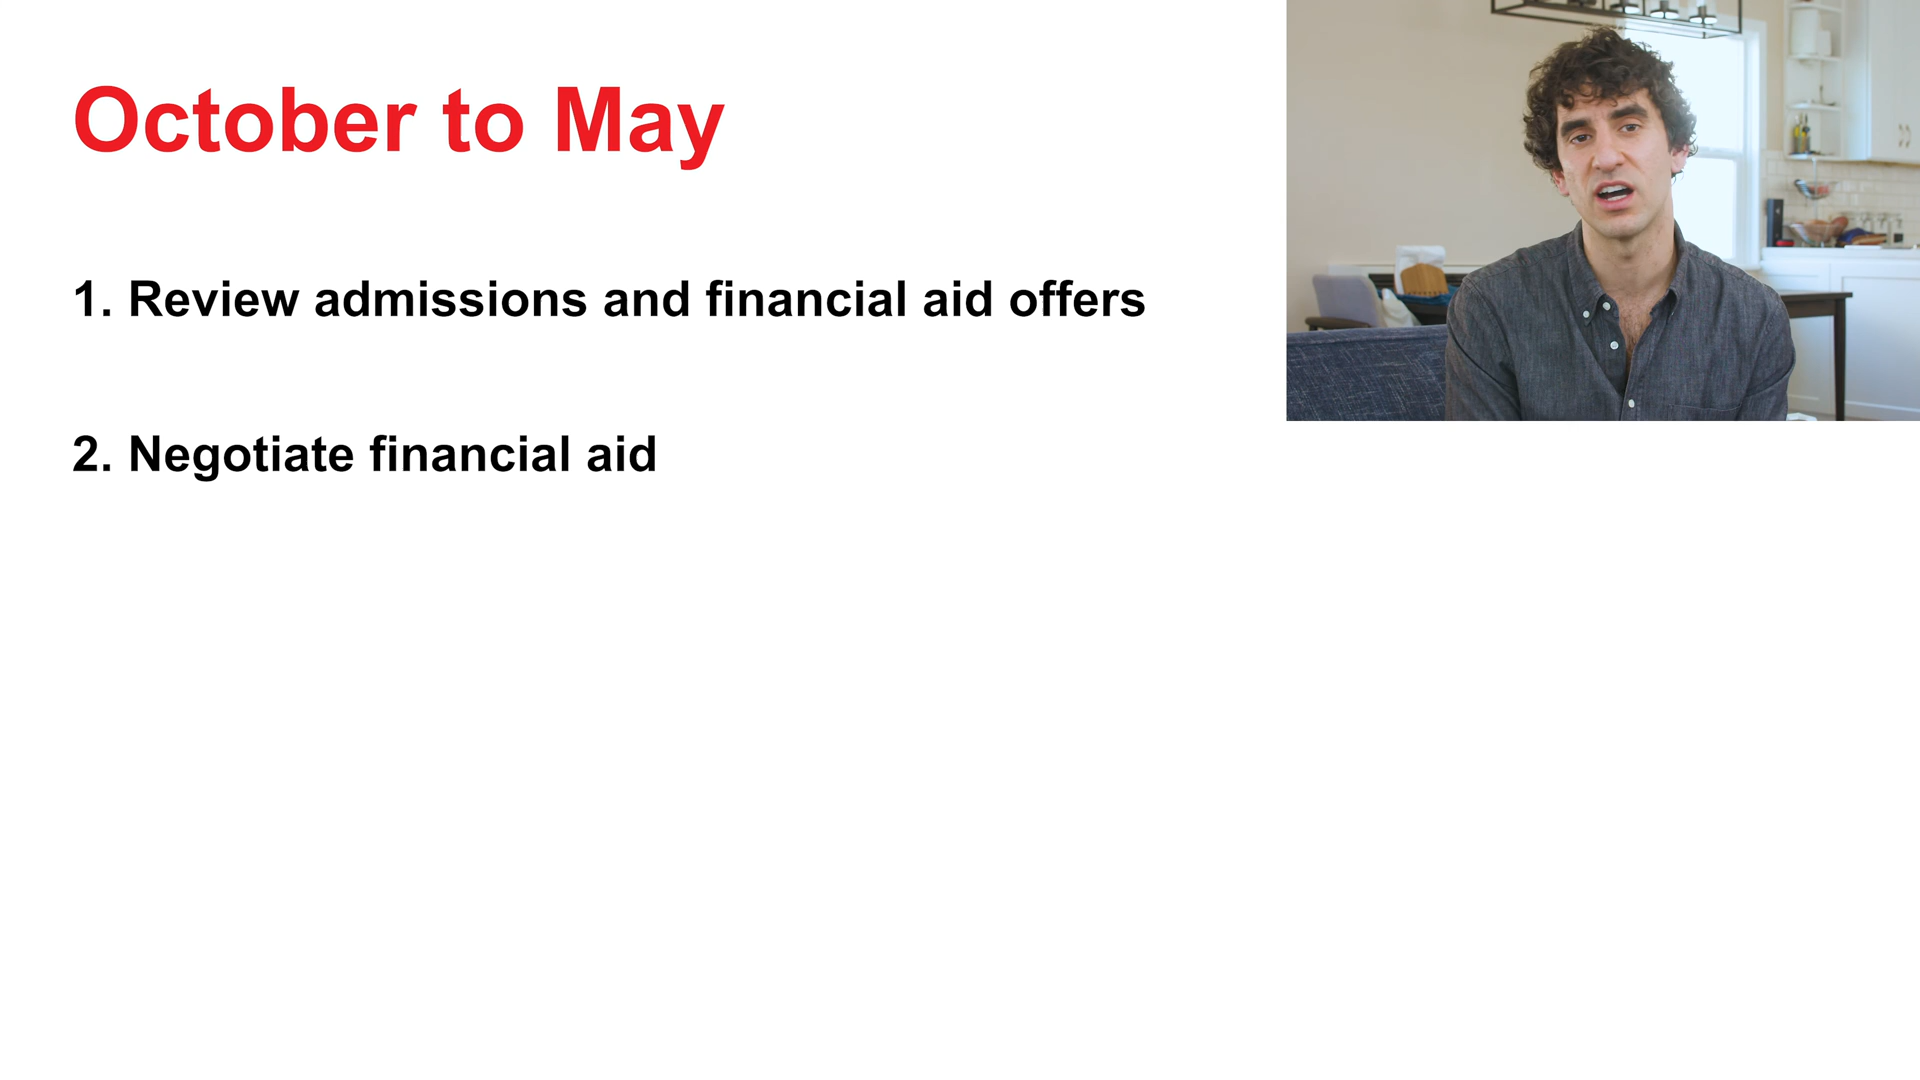 October to May
1. Review admissions and financial aid offers
2. Negotiate financial aid